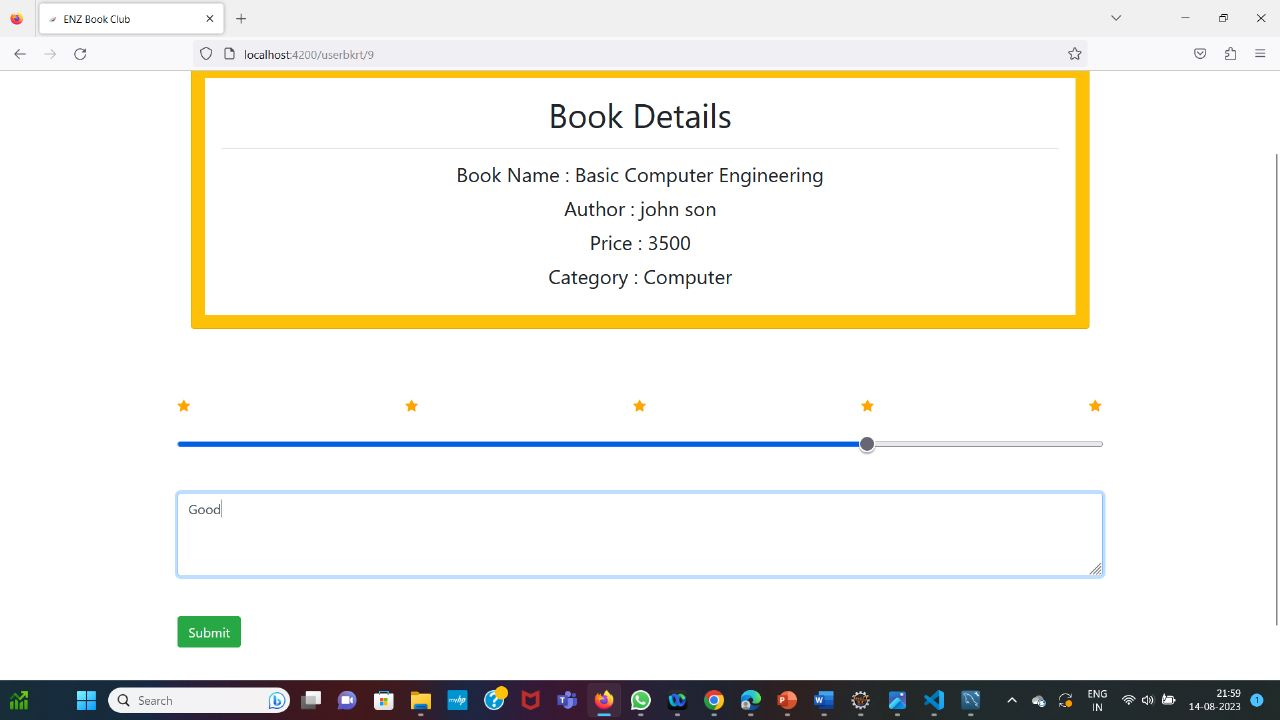 ENZ Book Club
localhost:4200/userbkrt/9
Book Details
Book Name : Basic Computer Engineering
Author : john son
Price : 3500
Category : Computer
Good
Submit
Search
ENG
IN
21:59
14-08-2023
1